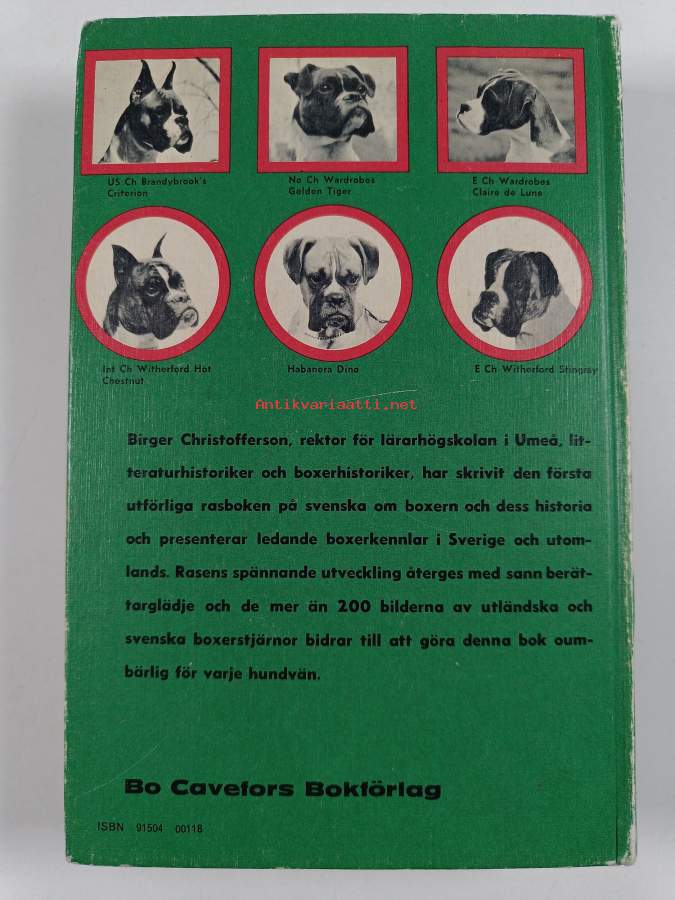 US Ch Brandybrook's
Criterion
No Ch Wardrobes
Golden Tiger
E Ch Wardrobes
Claire de Lune
Int Ch Witherford Hot
Chestnut
Habanera Dino
E Ch Witherford Stingray
Antikvariaatti.net
Birger Christofferson, rektor för lärarhögskolan i Umeå, lit-
teraturhistoriker och boxerhistoriker, har skrivit den första
utförliga rasboken på svenska om boxern och dess historia
och presenterar ledande boxerkennlar i Sverige och utom-
lands. Rasens spännande utveckling återges med sann berät-
targlädje och de mer än 200 bilderna av utländska och
svenska boxerstjärnor bidrar till att göra denna bok oum-
bärlig för varje hundvän.
Bo Cavefors Bokförlag
ISBN 91504 00118